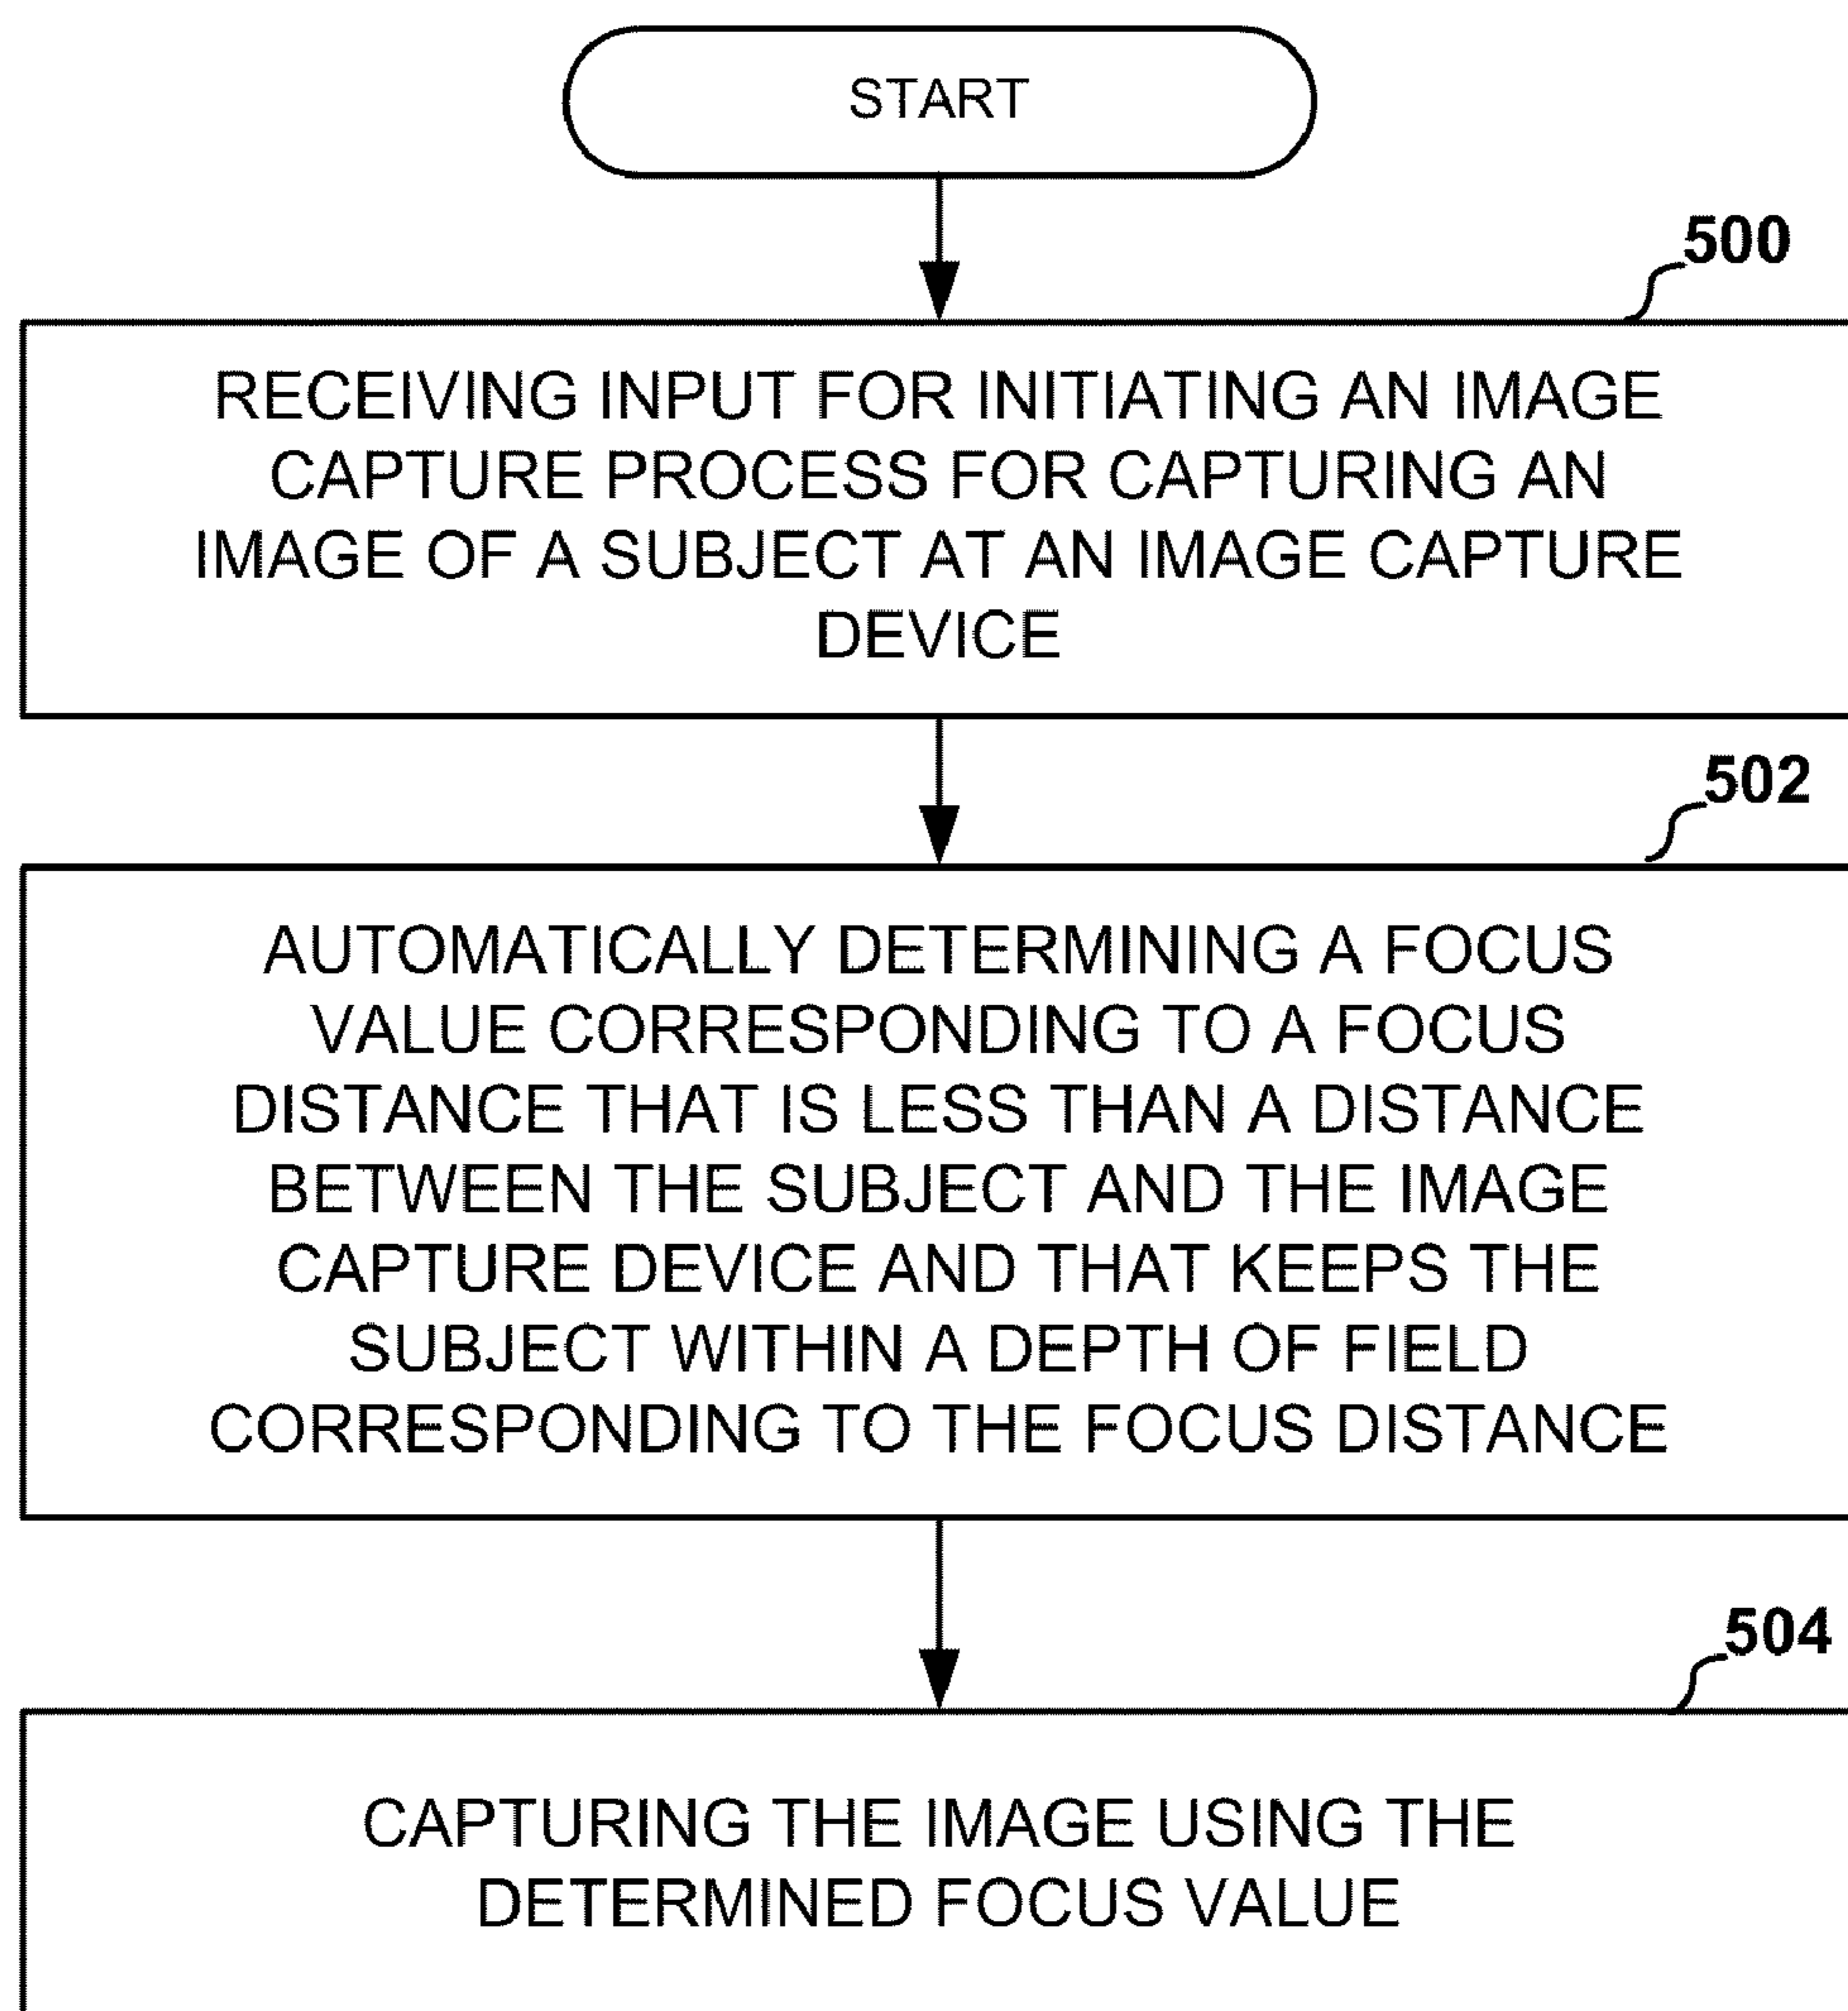 START
500
RECEIVING INPUT FOR INITIATING AN IMAGE
CAPTURE PROCESS FOR CAPTURING AN
IMAGE OF A SUBJECT AT AN IMAGE CAPTURE
DEVICE
502
AUTOMATICALLY DETERMINING A FOCUS
VALUE CORRESPONDING TO A FOCUS
DISTANCE THAT IS LESS THAN A DISTANCE
BETWEEN THE SUBJECT AND THE IMAGE
CAPTURE DEVICE AND THAT KEEPS THE
SUBJECT WITHIN A DEPTH OF FIELD
CORRESPONDING TO THE FOCUS DISTANCE
504
CAPTURING THE IMAGE USING THE
DETERMINED FOCUS VALUE